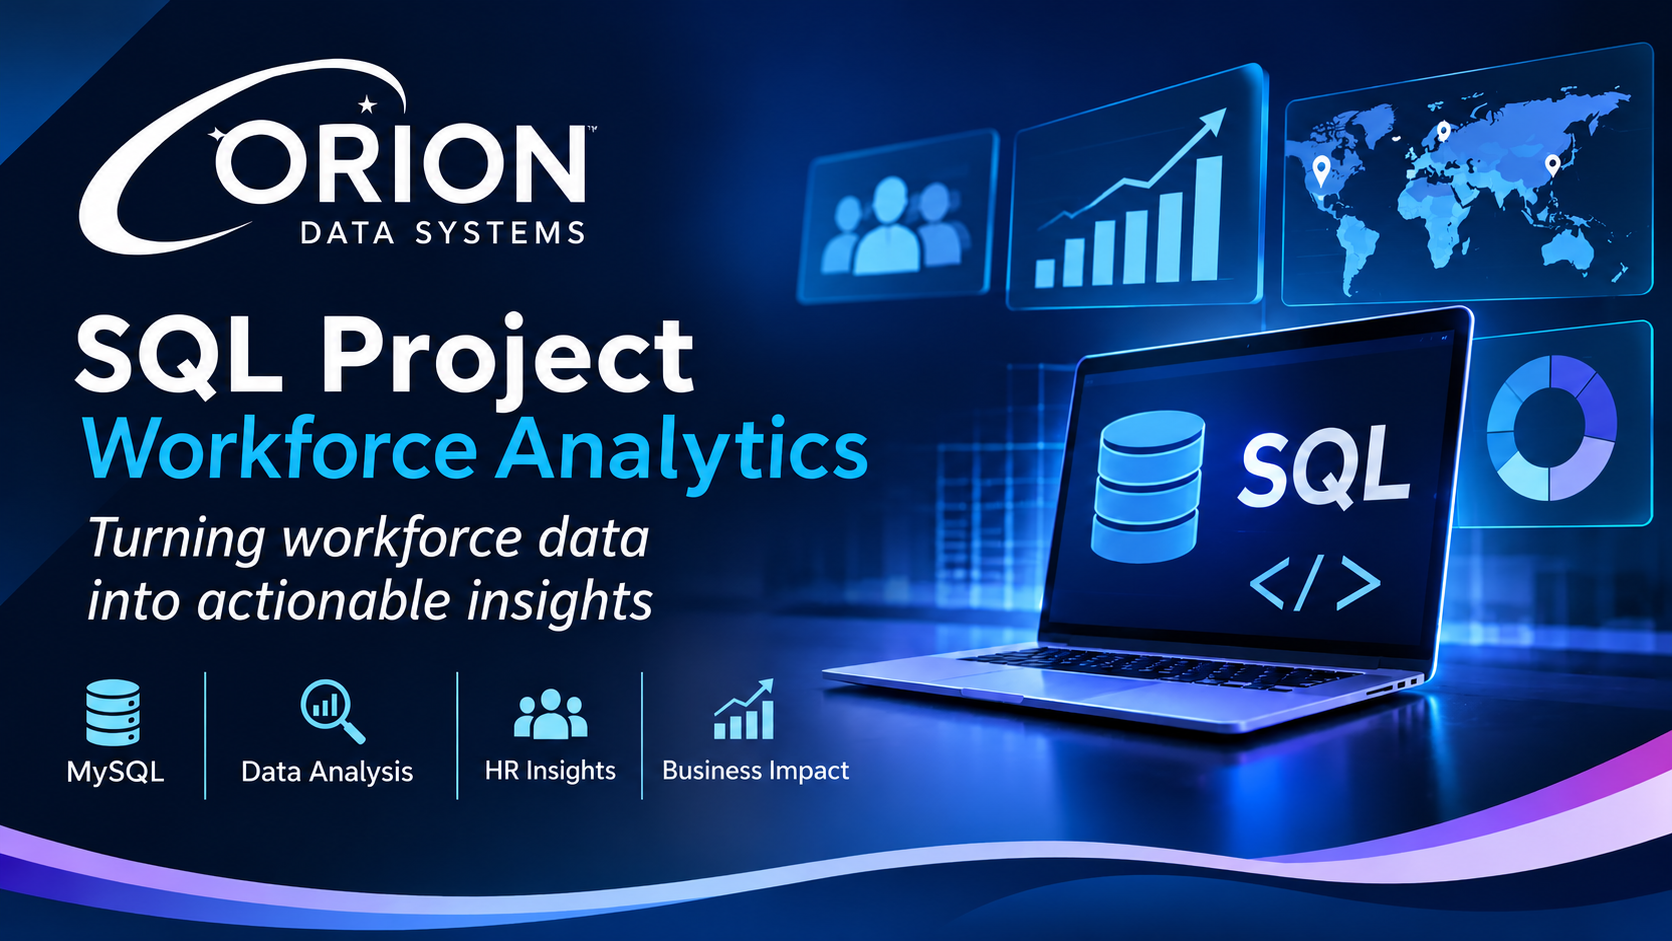 ORION™
DATA SYSTEMS
SQL Project
Workforce Analytics
Turning workforce data
into actionable insights
MySQL
Data Analysis
HR Insights
Business Impact
SQL
</>